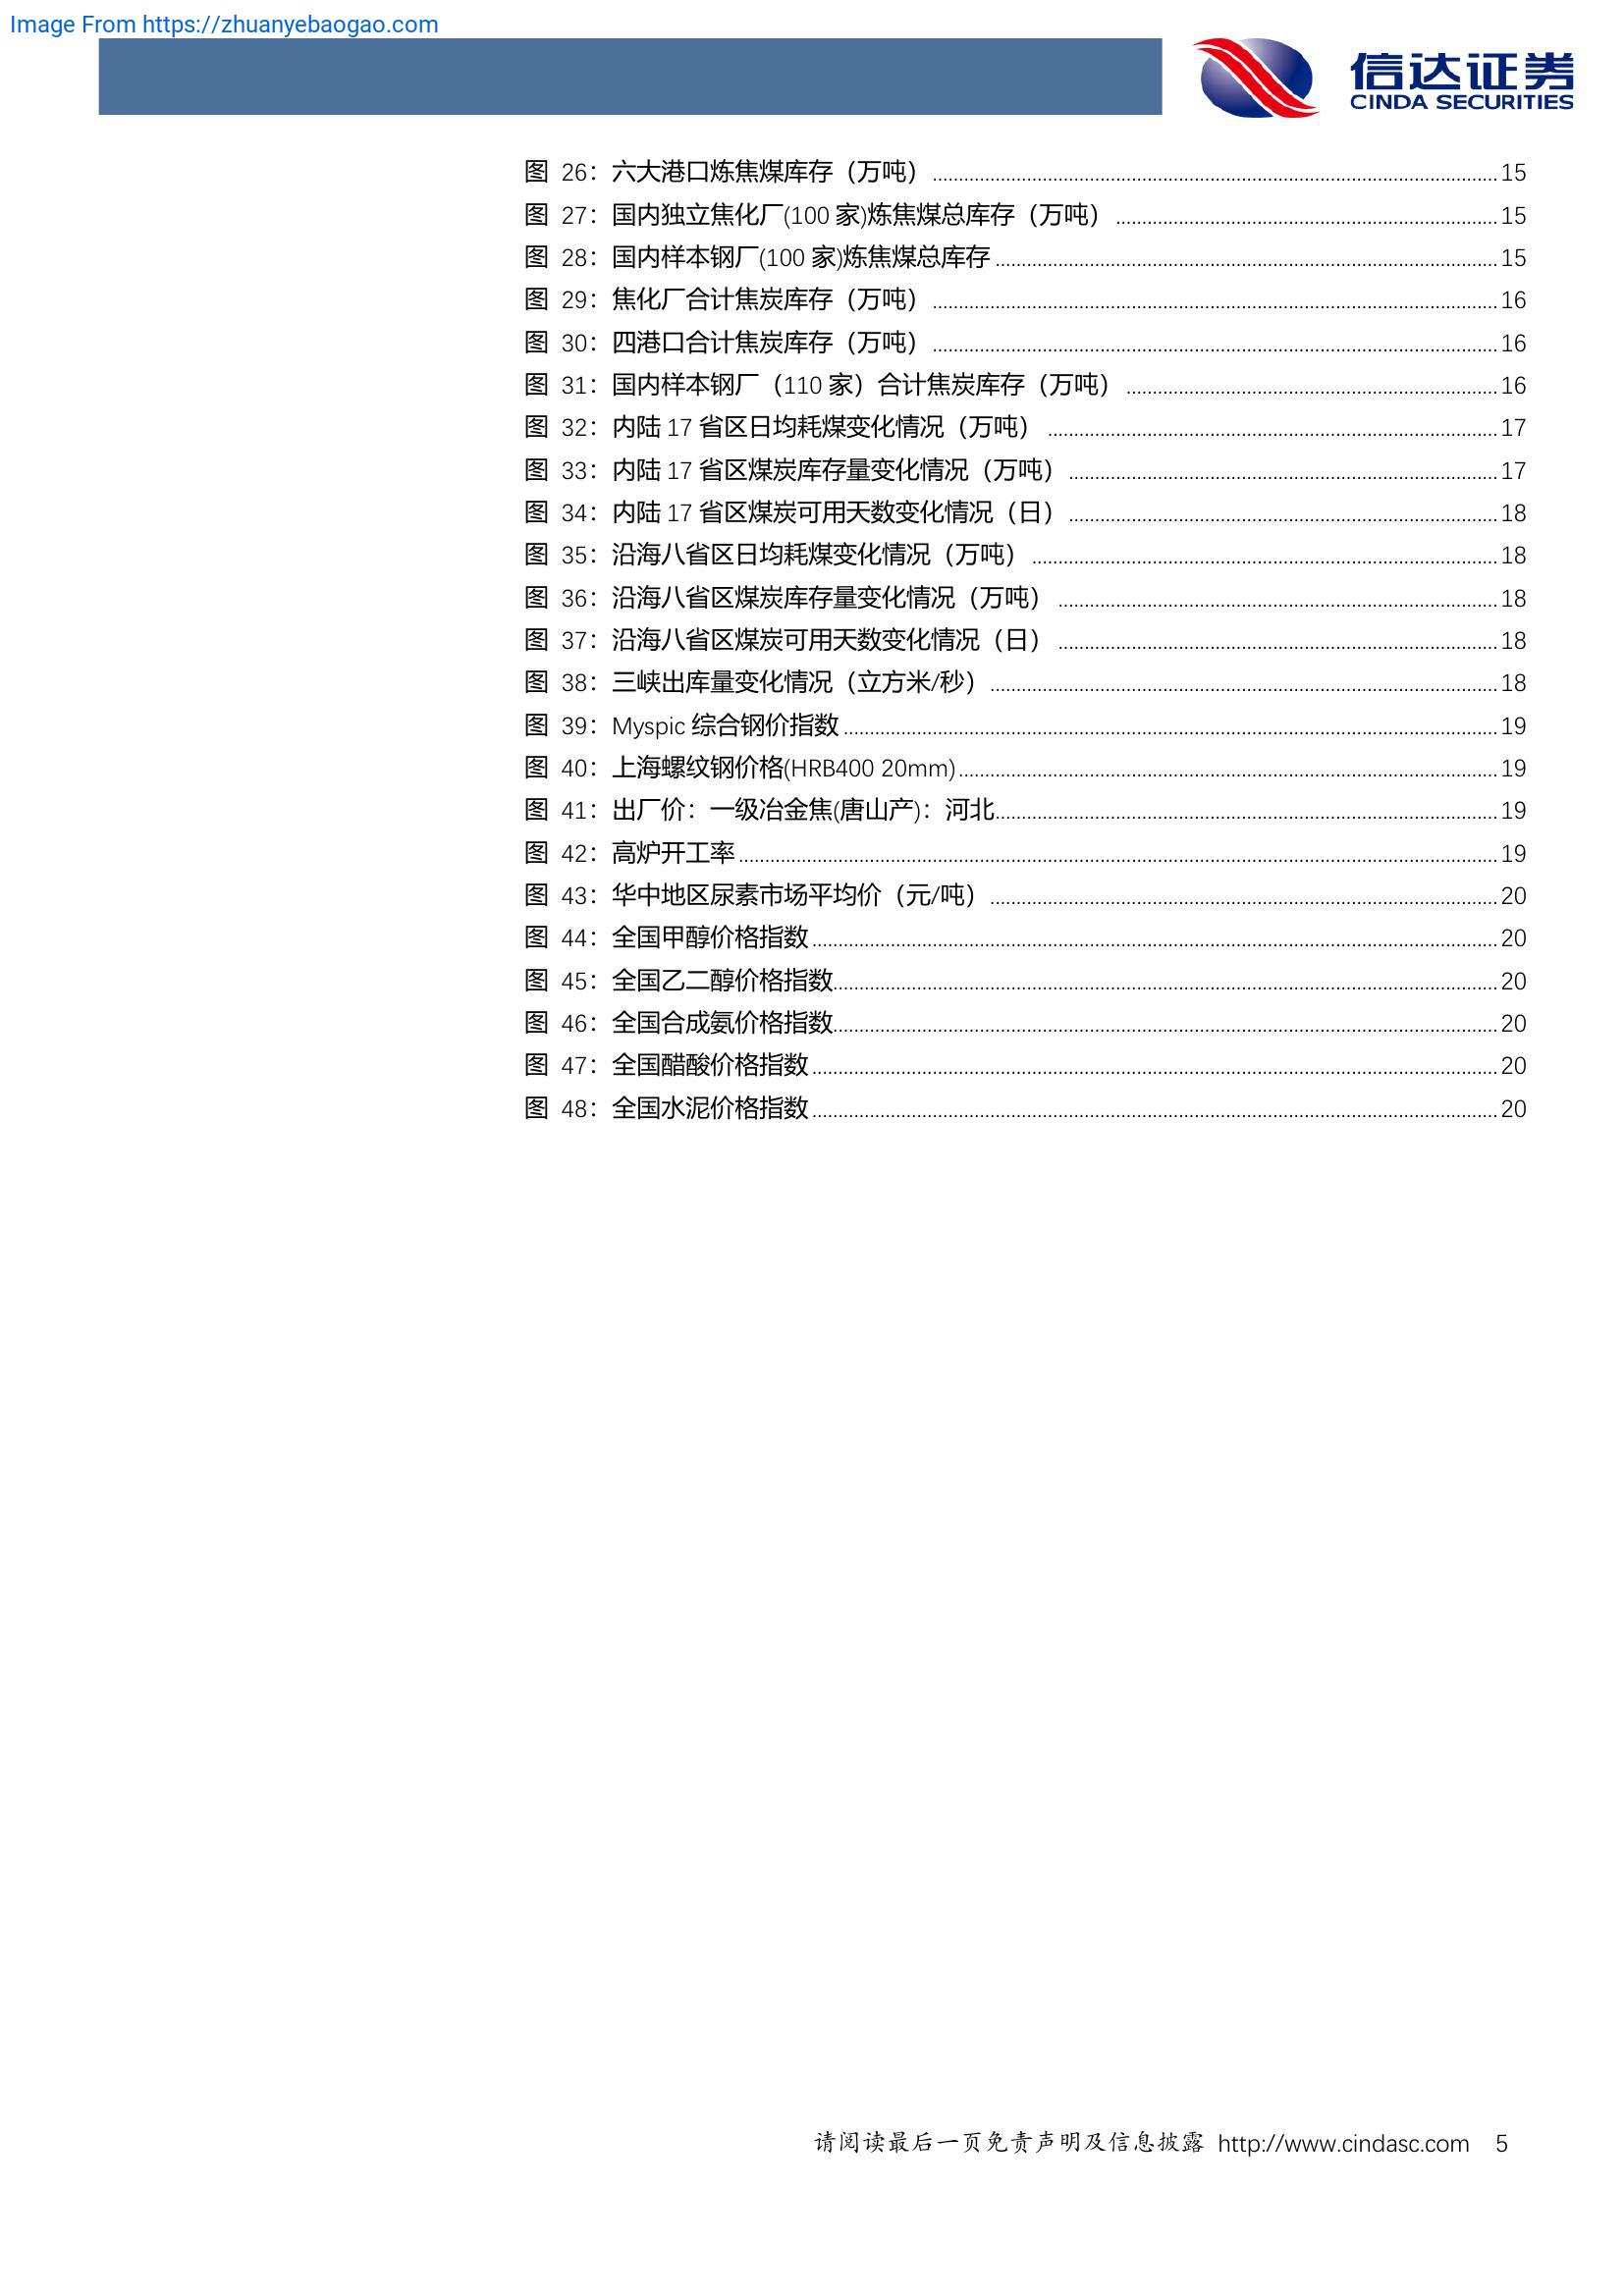 Image From https://zhuanyebaogao.com
信达证券
CINDA SECURITIES
图 26：六大港口炼焦煤库存（万吨）........15
图 27：国内独立焦化厂(100 家)炼焦煤总库存（万吨）........15
图 28：国内样本钢厂(100 家)炼焦煤总库存........15
图 29：焦化厂合计焦炭库存（万吨）........16
图 30：四港口合计焦炭库存（万吨）........16
图 31：国内样本钢厂（110 家）合计焦炭库存（万吨）........16
图 32：内陆 17 省区日均耗煤变化情况（万吨）........17
图 33：内陆 17 省区煤炭库存量变化情况（万吨）........17
图 34：内陆 17 省区煤炭可用天数变化情况（日）........18
图 35：沿海八省区日均耗煤变化情况（万吨）........18
图 36：沿海八省区煤炭库存量变化情况（万吨）........18
图 37：沿海八省区煤炭可用天数变化情况（日）........18
图 38：三峡出库量变化情况（立方米/秒）........18
图 39：Myspic 综合钢价指数........19
图 40：上海螺纹钢价格(HRB400 20mm)........19
图 41：出厂价：一级冶金焦(唐山产)：河北........19
图 42：高炉开工率........19
图 43：华中地区尿素市场平均价（元/吨）........20
图 44：全国甲醇价格指数........20
图 45：全国乙二醇价格指数........20
图 46：全国合成氨价格指数........20
图 47：全国醋酸价格指数........20
图 48：全国水泥价格指数........20
请阅读最后一页免责声明及信息披露 http://www.cindasc.com 5